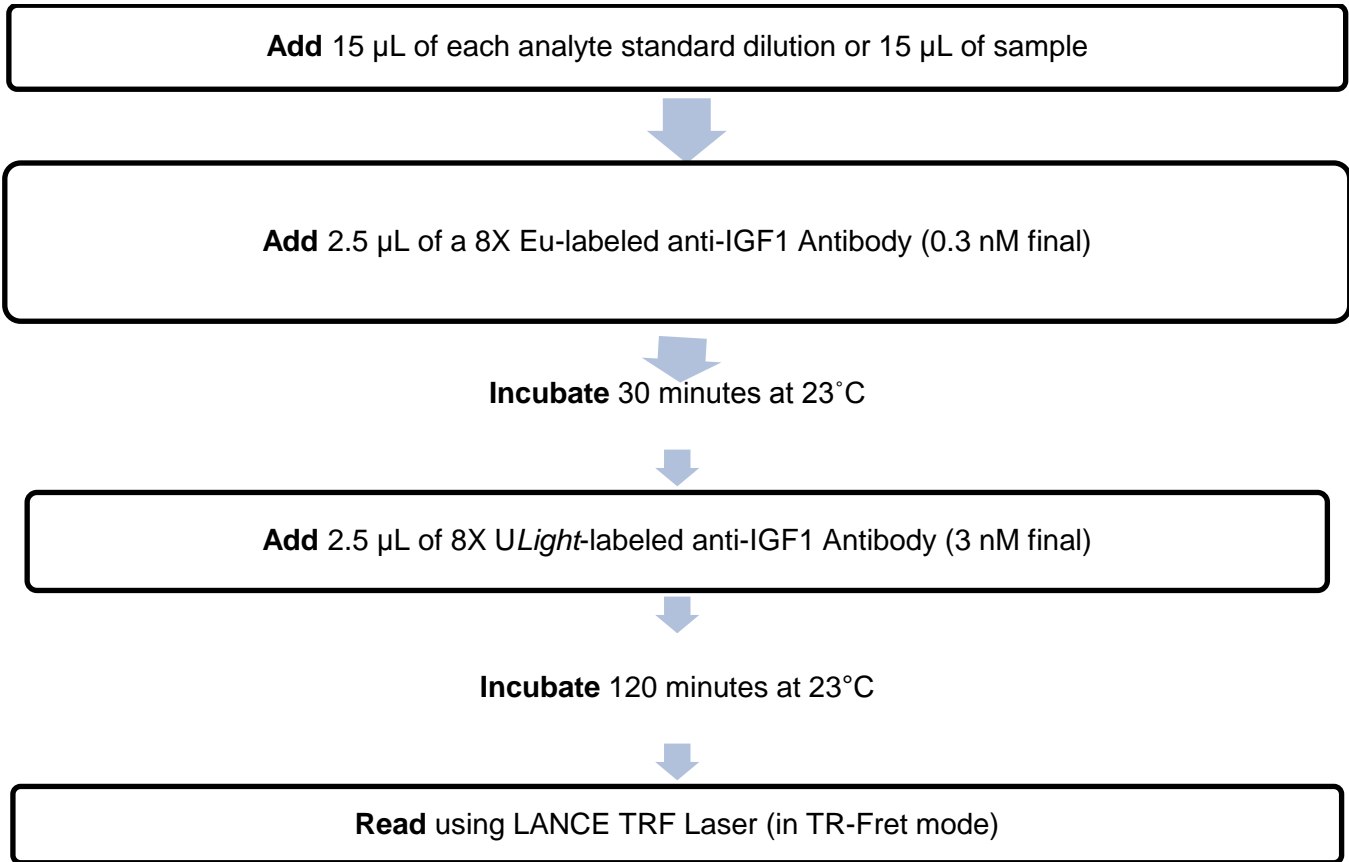 Add 15 µL of each analyte standard dilution or 15 µL of sample
Add 2.5 µL of a 8X Eu-labeled anti-IGF1 Antibody (0.3 nM final)
Incubate 30 minutes at 23˚C
Add 2.5 µL of 8X ULight-labeled anti-IGF1 Antibody (3 nM final)
Incubate 120 minutes at 23°C
Read using LANCE TRF Laser (in TR-Fret mode)